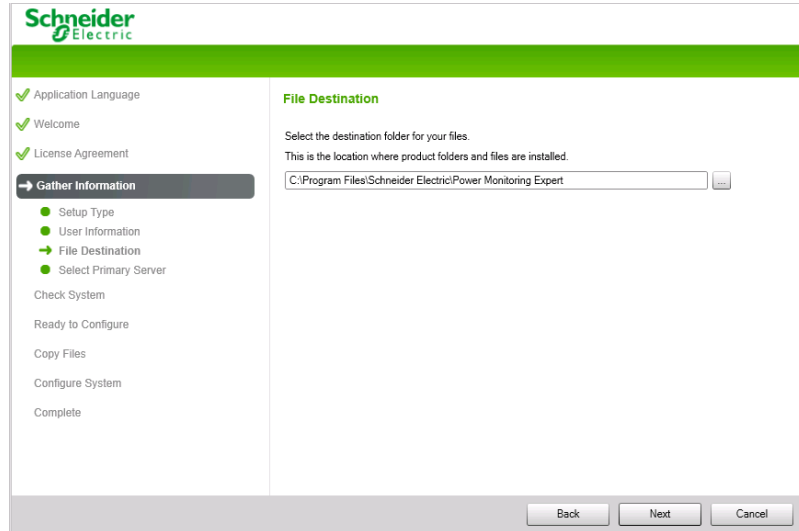 Schneider
Electric
Application Language
Welcome
License Agreement
Gather Information
Setup Type
User Information
File Destination
Select Primary Server
Check System
Ready to Configure
Copy Files
Configure System
Complete
File Destination
Select the destination folder for your files.
This is the location where product folders and files are installed.
C:\Program Files\Schneider Electric\Power Monitoring Expert
...
Back
Next
Cancel